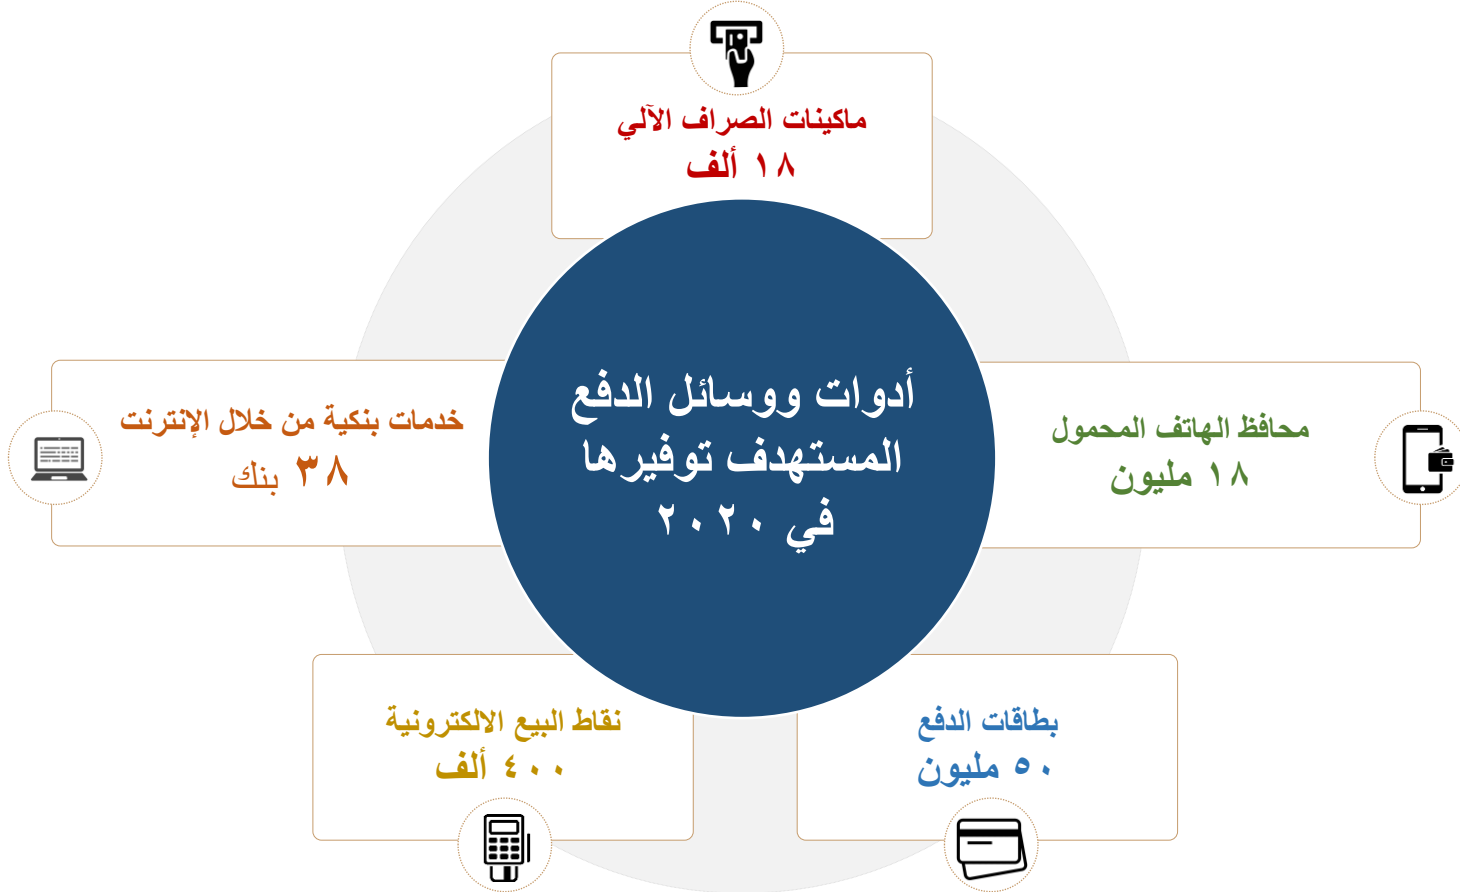 ماكينات الصراف الآلي
١٨ ألف
أدوات ووسائل الدفع
المستهدف توفيرها
في ٢٠٢٠
محافظ الهاتف المحمول
١٨ مليون
خدمات بنكية من خلال الإنترنت
٣٨ بنك
بطاقات الدفع
٥٠ مليون
نقاط البيع الالكترونية
٤٠٠ ألف